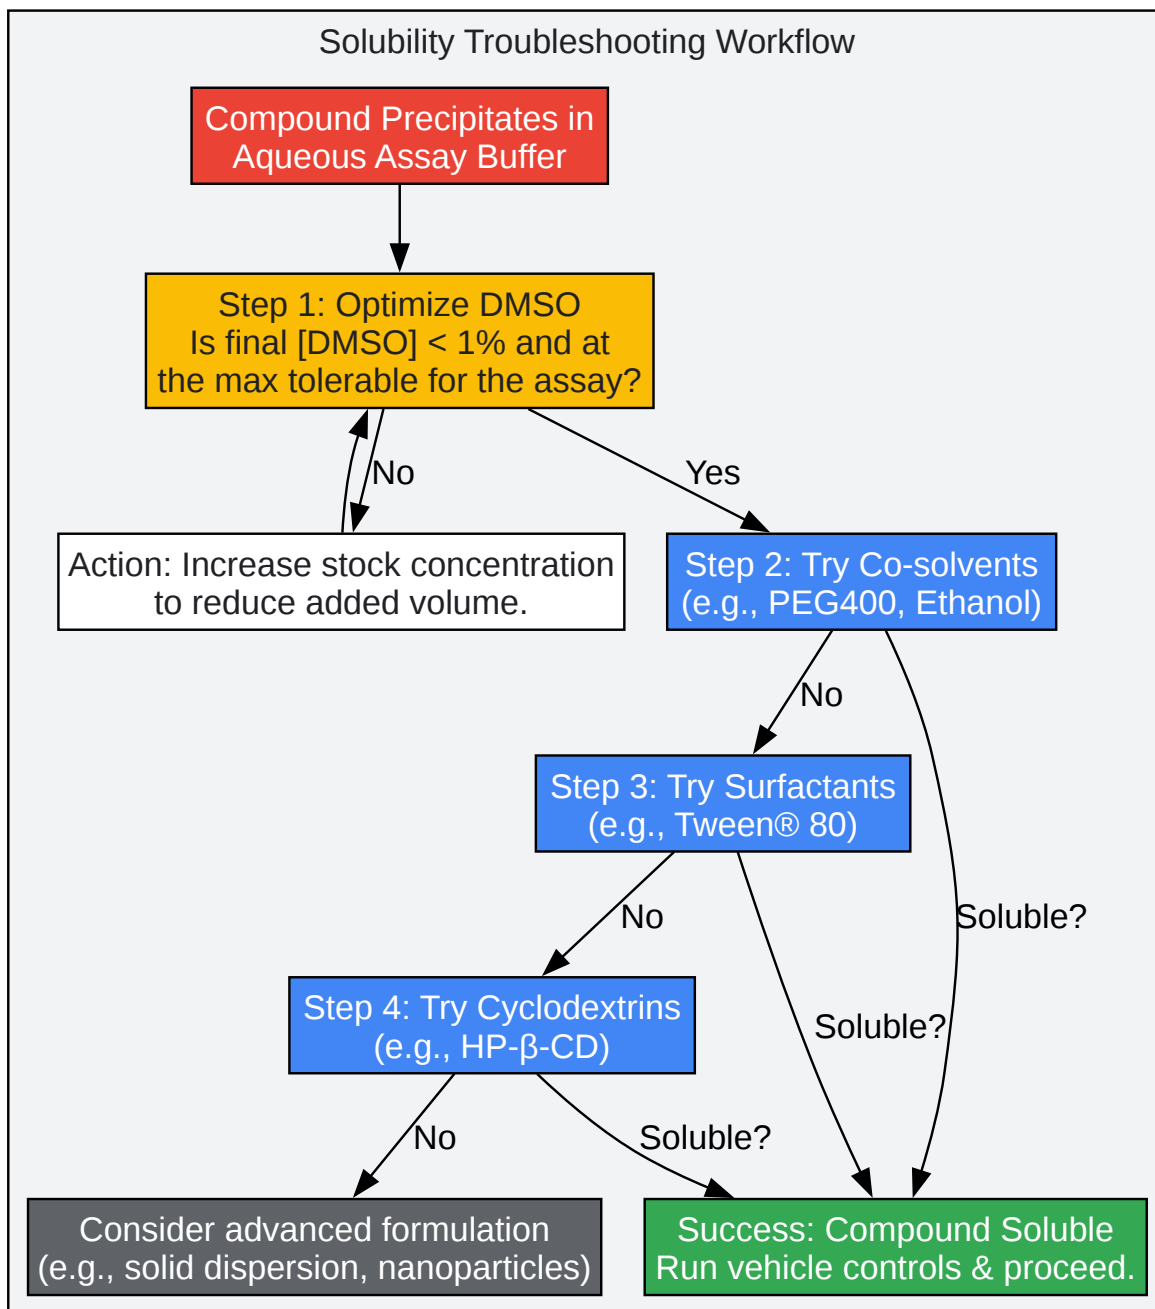 Solubility Troubleshooting Workflow
Compound Precipitates in
Aqueous Assay Buffer
Step 1: Optimize DMSO
Is final [DMSO] < 1% and at
the max tolerable for the assay?
No
Yes
Action: Increase stock concentration
to reduce added volume.
Step 2: Try Co-solvents
(e.g., PEG400, Ethanol)
No
Step 3: Try Surfactants
(e.g., Tween® 80)
No
Soluble?
Step 4: Try Cyclodextrins
(e.g., HP-β-CD)
Soluble?
No
Soluble?
Consider advanced formulation
(e.g., solid dispersion, nanoparticles)
Success: Compound Soluble
Run vehicle controls & proceed.